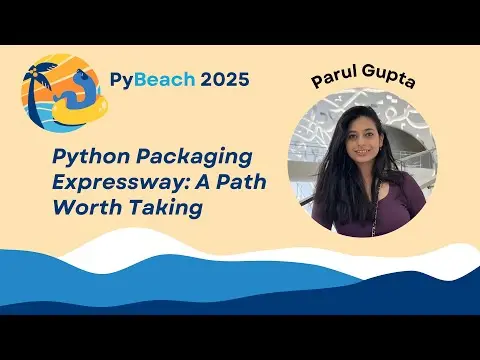 PyBeach 2025
Parul Gupta
Python Packaging
Expressway: A Path
Worth Taking